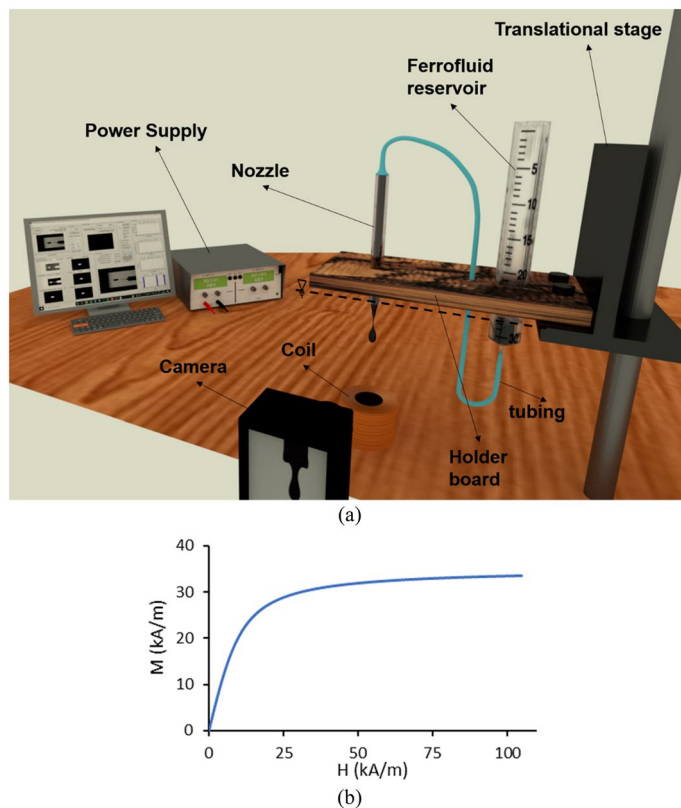 Translational stage
Ferrofluid
reservoir
Power Supply
Nozzle
5
10
15
20
30
Camera
Coil
tubing
Holder
board
(a)
40
30
20
10
0
M (kA/m)
0 25 50 75 100
H (kA/m)
(b)